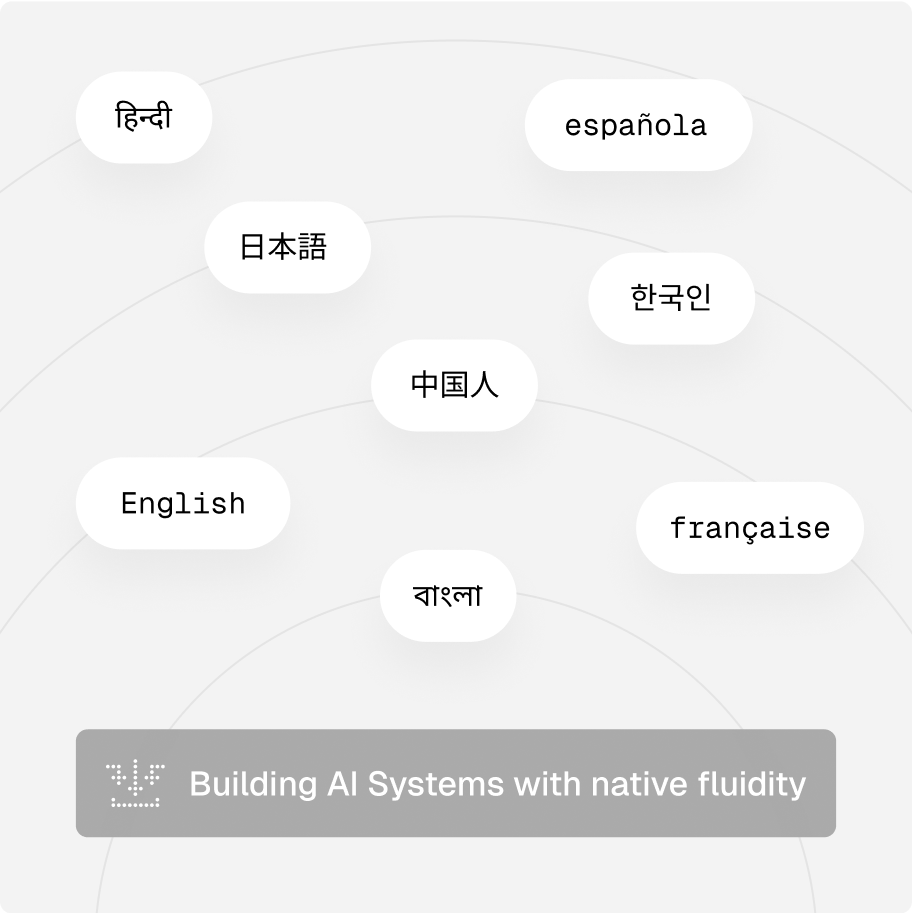 हिन्दी
española
日本語
한국인
中国人
English
française
বাংলা
Building AI Systems with native fluidity